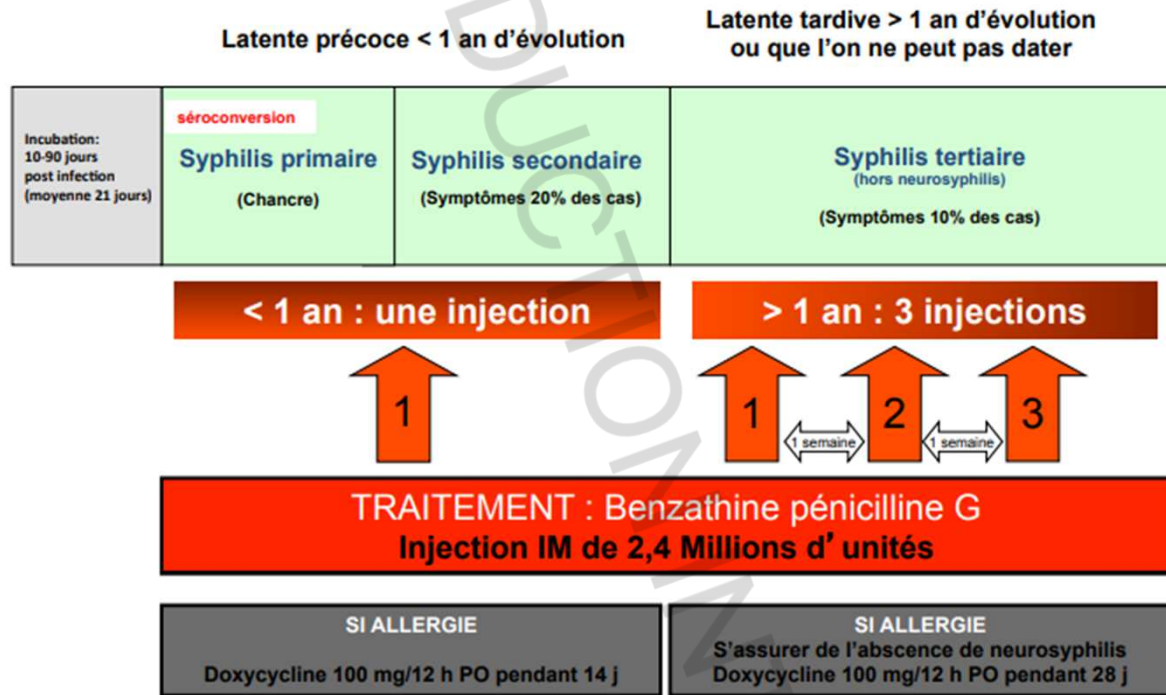 Latente précoce < 1 an d'évolution
Latente tardive > 1 an d'évolution
ou que l'on ne peut pas dater
Incubation:
10-90 jours
post infection
(moyenne 21 jours)
séroconversion
Syphilis primaire
(Chancre)
Syphilis secondaire
(Symptômes 20% des cas)
Syphilis tertiaire
(hors neurosyphilis)
(Symptômes 10% des cas)
< 1 an : une injection
> 1 an : 3 injections
1
1
1 semaine
2
1 semaine
3
TRAITEMENT : Benzathine pénicilline G
Injection IM de 2,4 Millions d' unités
SI ALLERGIE
Doxycycline 100 mg/12 h PO pendant 14 j
SI ALLERGIE
S'assurer de l'abscence de neurosyphilis
Doxycycline 100 mg/12 h PO pendant 28 j